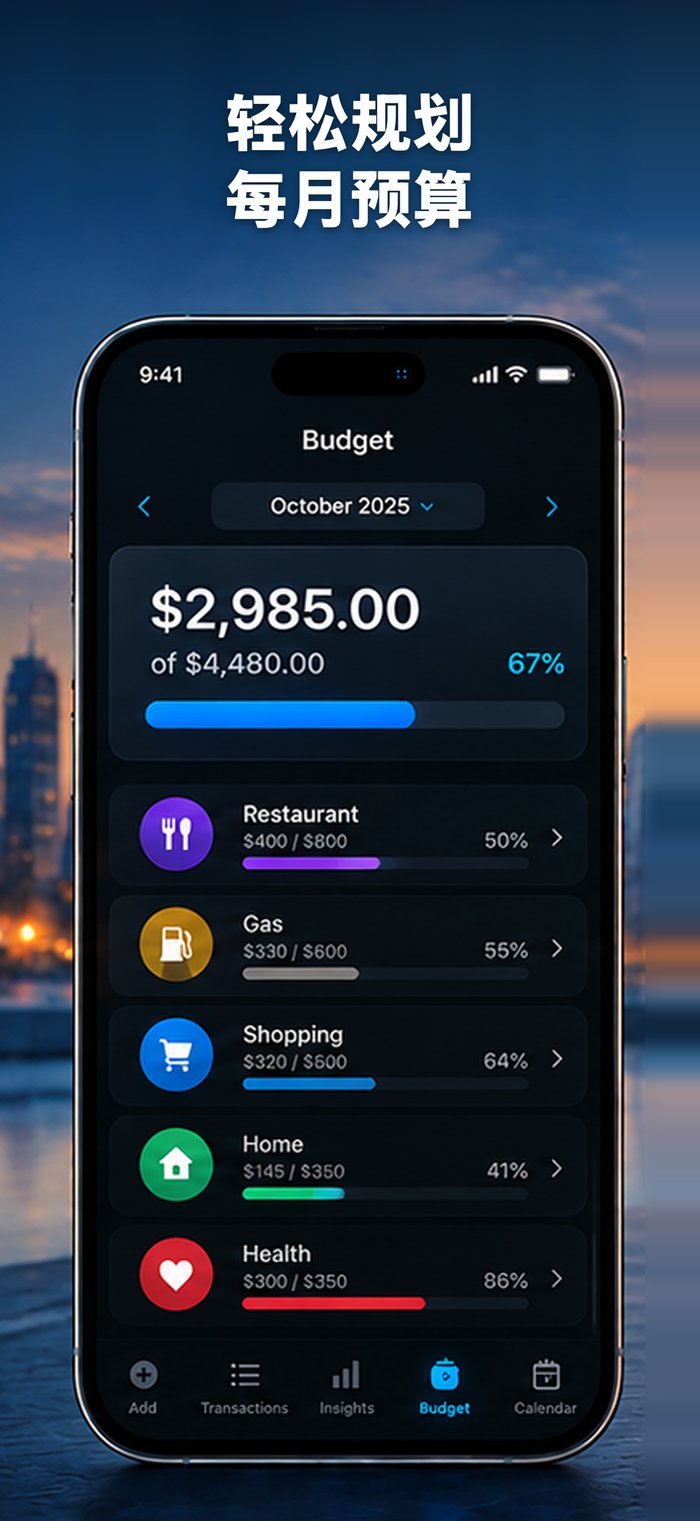 轻松规划
每月预算
9:41
Budget
October 2025
$2,985.00
of $4,480.00
67%
Restaurant
$400 / $800
50%
Gas
$330 / $600
55%
Shopping
$320 / $600
64%
Home
$145 / $350
41%
Health
$300 / $350
86%
Add
Transactions
Insights
Budget
Calendar